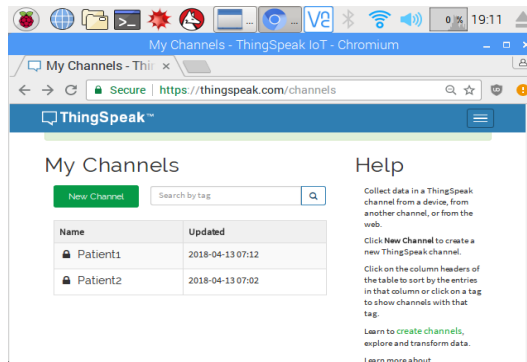 0 % 19:11
My Channels - ThingSpeak IoT - Chromium
My Channels - Thin
Secure https://thingspeak.com/channels
ThingSpeak™
My Channels
New Channel Search by tag
Name Updated
Patient1 2018-04-13 07:12
Patient2 2018-04-13 07:02
Help
Collect data in a ThingSpeak
channel from a device, from
another channel, or from the
web.
Click New Channel to create a
new ThingSpeak channel.
Click on the column headers of
the table to sort by the entries
in that column or click on a tag
to show channels with that
tag.
Learn to create channels,
explore and transform data.
Learn more about